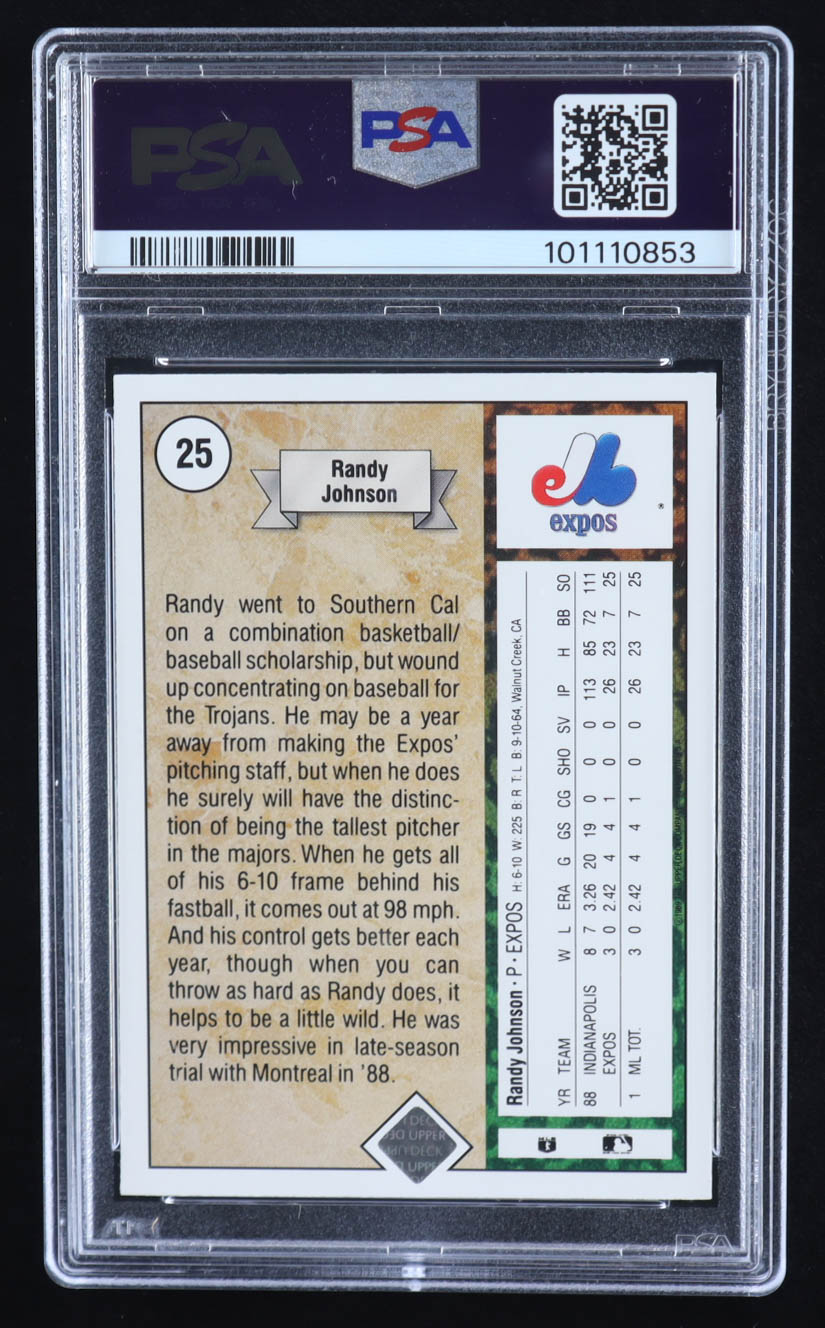 PSA
PSA
101110853
25
Randy
Johnson
expos
®
Randy went to Southern Cal
on a combination basketball/
baseball scholarship, but wound
up concentrating on baseball for
the Trojans. He may be a year
away from making the Expos'
pitching staff, but when he does
he surely will have the distinc-
tion of being the tallest pitcher
in the majors. When he gets all
of his 6-10 frame behind his
fastball, it comes out at 98 mph.
And his control gets better each
year, though when you can
throw as hard as Randy does, it
helps to be a little wild. He was
very impressive in late-season
trial with Montreal in '88.
Randy Johnson • P • EXPOS H: 6-10 W: 225 B: R T: L B: 9-10-64, Walnut Creek, CA
YR TEAM W L ERA G GS CG SHO SV IP H BB SO
88 INDIANAPOLIS 8 7 3.26 20 19 0 0 0 113 85 72 111
EXPOS 3 0 2.42 4 4 1 0 0 26 23 7 25
1 ML TOT. 3 0 2.42 4 4 1 0 0 26 23 7 25
UPPER
DECK
PSA